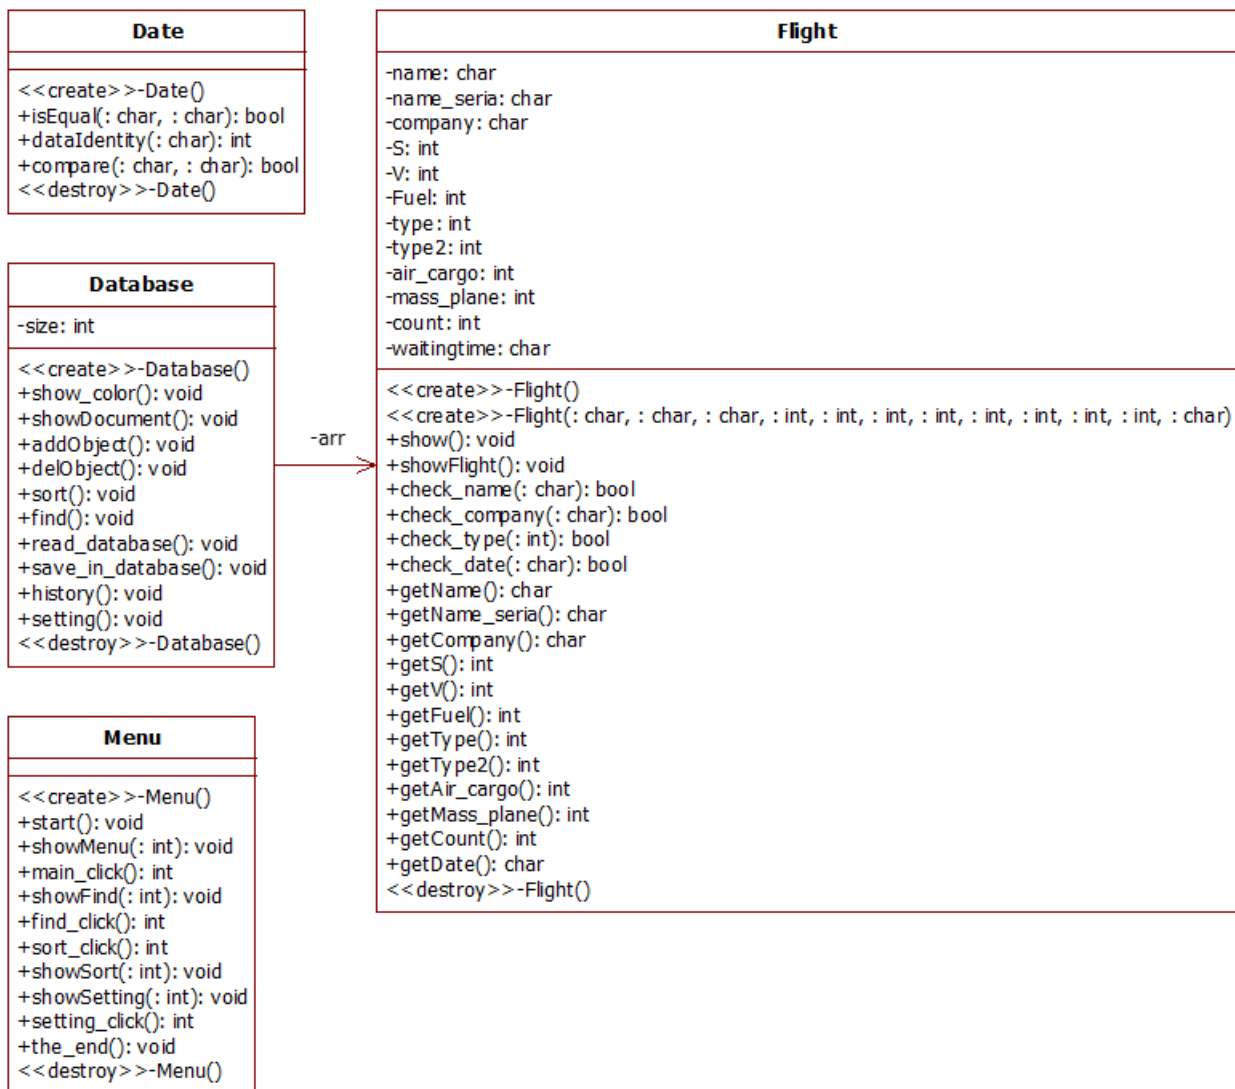 Date
<<create>>-Date()
+isEqual(: char, : char): bool
+dataIdentity(: char): int
+compare(: char, : char): bool
<<destroy>>-Date()
Database
-size: int
<<create>>-Database()
+show_color(): void
+showDocument(): void
+addObject(): void
+delObject(): void
+sort(): void
+find(): void
+read_database(): void
+save_in_database(): void
+history(): void
+setting(): void
<<destroy>>-Database()
-arr
Menu
<<create>>-Menu()
+start(): void
+showMenu(: int): void
+main_click(): int
+showFind(: int): void
+find_click(): int
+sort_click(): int
+showSort(: int): void
+showSetting(: int): void
+setting_click(): int
+the_end(): void
<<destroy>>-Menu()
Flight
-name: char
-name_seria: char
-company: char
-S: int
-V: int
-Fuel: int
-type: int
-type2: int
-air_cargo: int
-mass_plane: int
-count: int
-waitingtime: char
<<create>>-Flight()
<<create>>-Flight(: char, : char, : char, : int, : int, : int, : int, : int, : int, : int, : int, : char)
+show(): void
+showFlight(): void
+check_name(: char): bool
+check_company(: char): bool
+check_type(: int): bool
+check_date(: char): bool
+getName(): char
+getName_seria(): char
+getCompany(): char
+getS(): int
+getV(): int
+getFuel(): int
+getType(): int
+getType2(): int
+getAir_cargo(): int
+getMass_plane(): int
+getCount(): int
+getDate(): char
<<destroy>>-Flight()